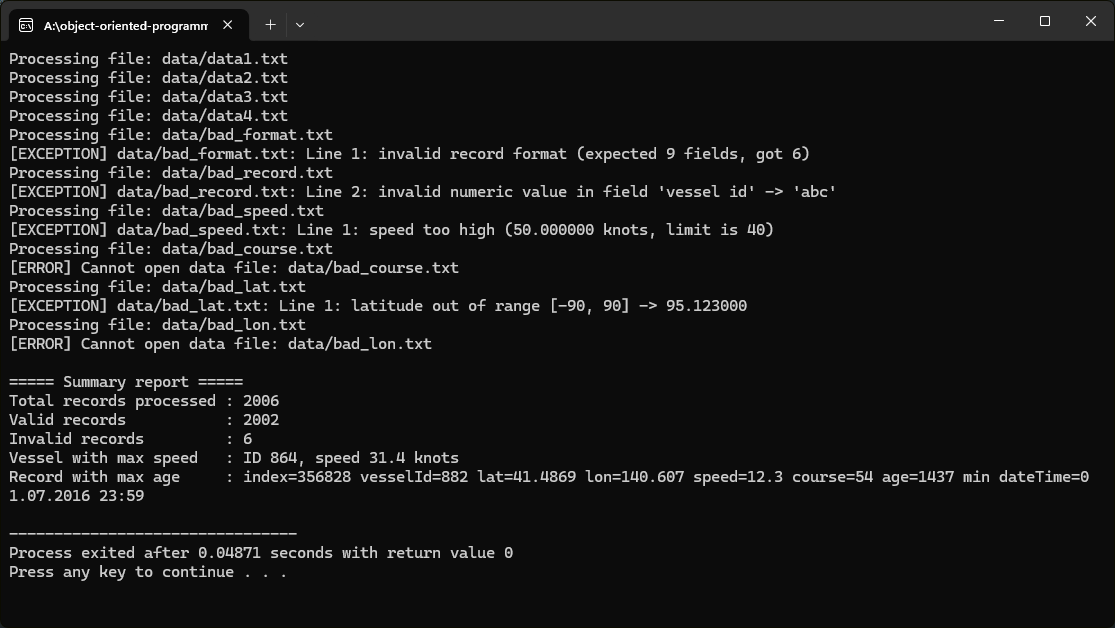 A:\object-oriented-programm
Processing file: data/data1.txt
Processing file: data/data2.txt
Processing file: data/data3.txt
Processing file: data/data4.txt
Processing file: data/bad_format.txt
[EXCEPTION] data/bad_format.txt: Line 1: invalid record format (expected 9 fields, got 6)
Processing file: data/bad_record.txt
[EXCEPTION] data/bad_record.txt: Line 2: invalid numeric value in field 'vessel id' -> 'abc'
Processing file: data/bad_speed.txt
[EXCEPTION] data/bad_speed.txt: Line 1: speed too high (50.000000 knots, limit is 40)
Processing file: data/bad_course.txt
[ERROR] Cannot open data file: data/bad_course.txt
Processing file: data/bad_lat.txt
[EXCEPTION] data/bad_lat.txt: Line 1: latitude out of range [-90, 90] -> 95.123000
Processing file: data/bad_lon.txt
[ERROR] Cannot open data file: data/bad_lon.txt
===== Summary report =====
Total records processed : 2006
Valid records           : 2002
Invalid records         : 6
Vessel with max speed   : ID 864, speed 31.4 knots
Record with max age     : index=356828 vesselId=882 lat=41.4869 lon=140.607 speed=12.3 course=54 age=1437 min dateTime=0
1.07.2016 23:59
--------------------------------
Process exited after 0.04871 seconds with return value 0
Press any key to continue . . .